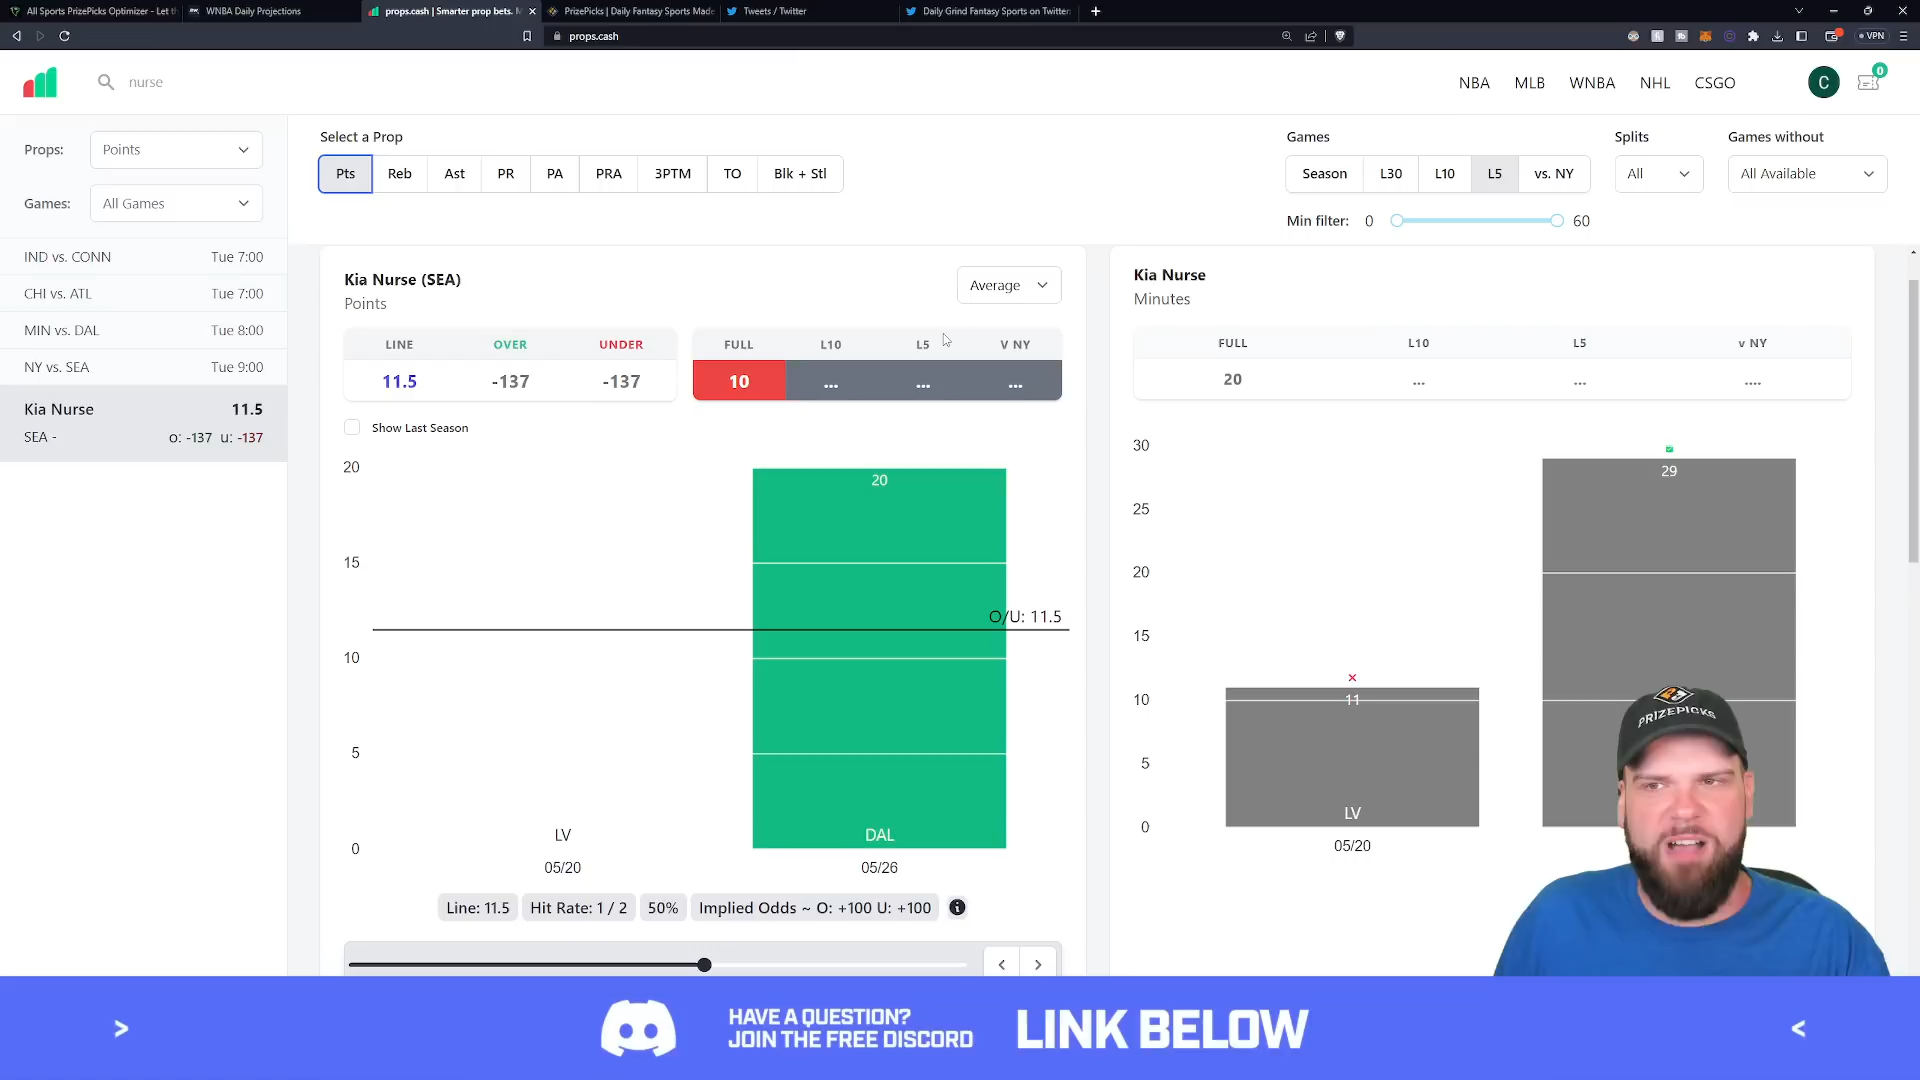 All Sports PrizePicks Optimizer - Let th
WNBA Daily Projections
props.cash | Smarter prop bets. M
PrizePicks | Daily Fantasy Sports Made
Tweets / Twitter
Daily Grind Fantasy Sports on Twitter
props.cash
VPN
nurse
NBA
MLB
WNBA
NHL
CSGO
C
0
Props:
Points
Games:
All Games
IND vs. CONN
Tue 7:00
CHI vs. ATL
Tue 7:00
MIN vs. DAL
Tue 8:00
NY vs. SEA
Tue 9:00
Kia Nurse
11.5
SEA -
o: -137 u: -137
Select a Prop
Pts
Reb
Ast
PR
PA
PRA
3PTM
TO
Blk + Stl
Games
Season
L30
L10
L5
vs. NY
Splits
All
Games without
All Available
Min filter:
0
60
Kia Nurse (SEA)
Points
Average
LINE
OVER
UNDER
11.5
-137
-137
FULL
L10
L5
V NY
10
...
...
...
Show Last Season
20
15
10
5
0
20
O/U: 11.5
LV
DAL
05/20
05/26
Line: 11.5
Hit Rate: 1 / 2
50%
Implied Odds ~ O: +100 U: +100
Kia Nurse
Minutes
FULL
L10
L5
v NY
20
...
...
....
30
25
20
15
10
5
0
29
11
LV
05/20
PRIZEPICKS
HAVE A QUESTION?
JOIN THE FREE DISCORD
LINK BELOW